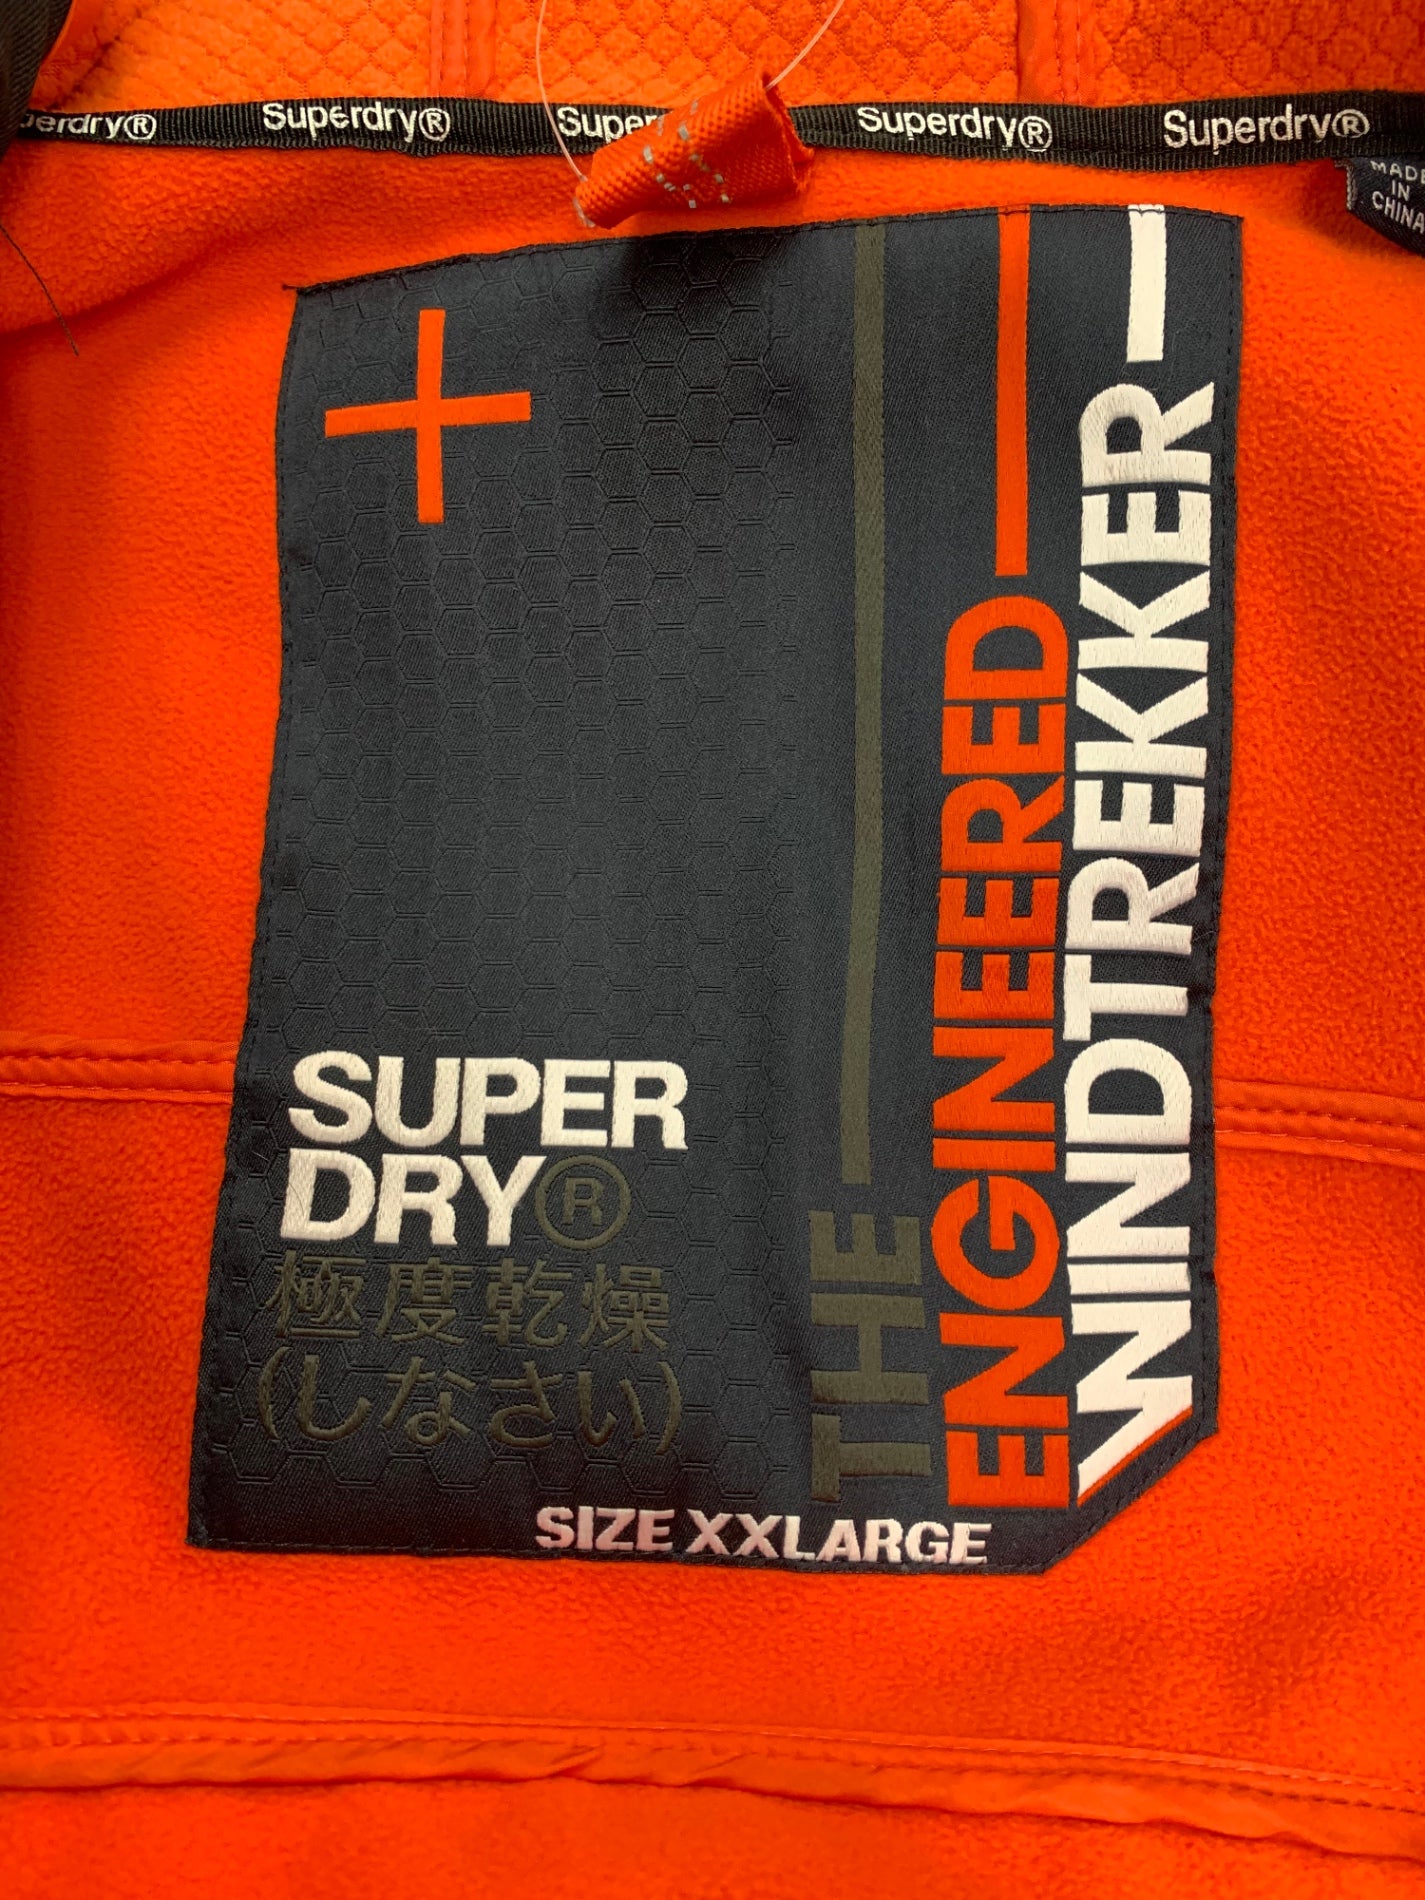 Superdry®
Superdry®
Superdry®
Superdry®
MADE
IN
CHINA
SUPER
DRY®
極度乾燥
(しなさい)
THE
ENGINEERED
WINDTREKKER
SIZE XXLARGE